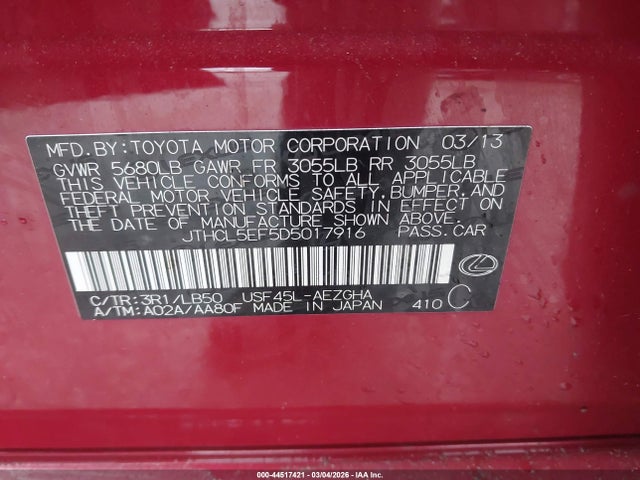 MFD.BY:TOYOTA MOTOR CORPORATION 03/13
GVWR 5680LB GAWR FR 3055LB RR 3055LB
THIS VEHICLE CONFORMS TO ALL APPLICABLE
FEDERAL MOTOR VEHICLE SAFETY, BUMPER, AND
THEFT PREVENTION STANDARDS IN EFFECT ON
THE DATE OF MANUFACTURE SHOWN ABOVE.
JTHCL5EF5D5017916 PASS.CAR
C/TR:3R1/LB50 USF45L-AEZGHA
A/TM:A02A/AA80F MADE IN JAPAN 410 C
000-44517421 - 03/04/2026 - IAA Inc.